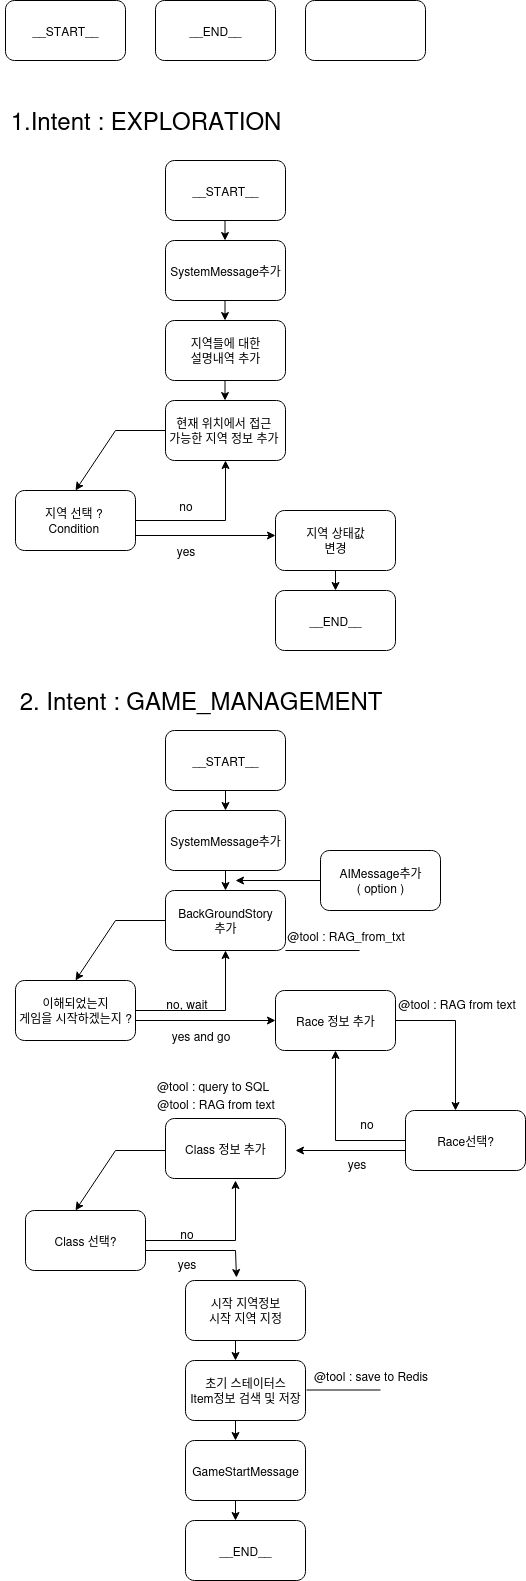 __START__
__END__
1.Intent : EXPLORATION
__START__
SystemMessage추가
지역들에 대한
설명내역 추가
현재 위치에서 접근
가능한 지역 정보 추가
지역 선택 ?
Condition
no
yes
지역 상태값
변경
__END__
2. Intent : GAME_MANAGEMENT
__START__
SystemMessage추가
AIMessage추가
( option )
BackGroundStory
추가
@tool : RAG_from_txt
이해되었는지
게임을 시작하겠는지 ?
no, wait
yes and go
Race 정보 추가
@tool : RAG from text
Race선택?
no
yes
@tool : query to SQL
@tool : RAG from text
Class 정보 추가
Class 선택?
no
yes
시작 지역정보
시작 지역 지정
초기 스테이터스
Item정보 검색 및 저장
@tool : save to Redis
GameStartMessage
__END__